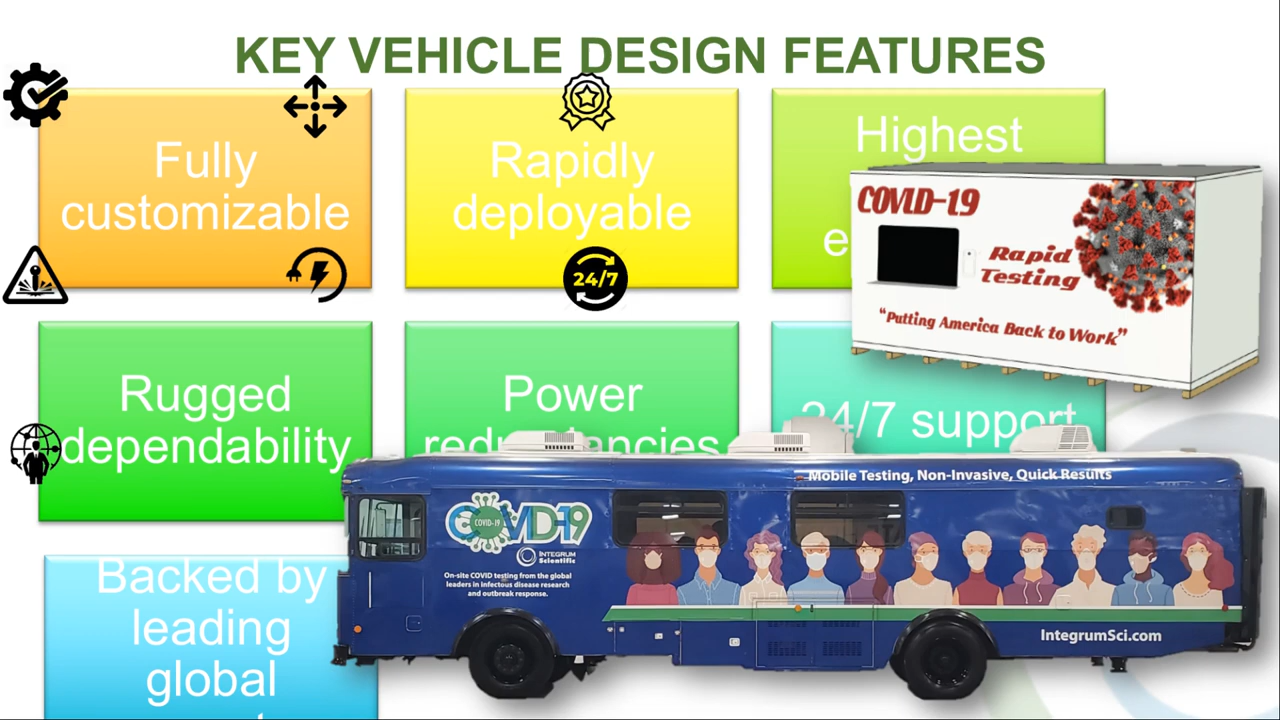 KEY VEHICLE DESIGN FEATURES
Fully
customizable
Rapidly
deployable
24/7
Highest
COVID-19
Rapid
Testing
"Putting America Back to Work"
Rugged
dependability
Power
24/7 support
Backed by
leading
global
Mobile Testing, Non-Invasive, Quick Results
COVID-19
COVID-19
INTEGRUM
Scientific
On-site COVID testing from the global
leaders in infectious disease research
and outbreak response.
IntegrumSci.com